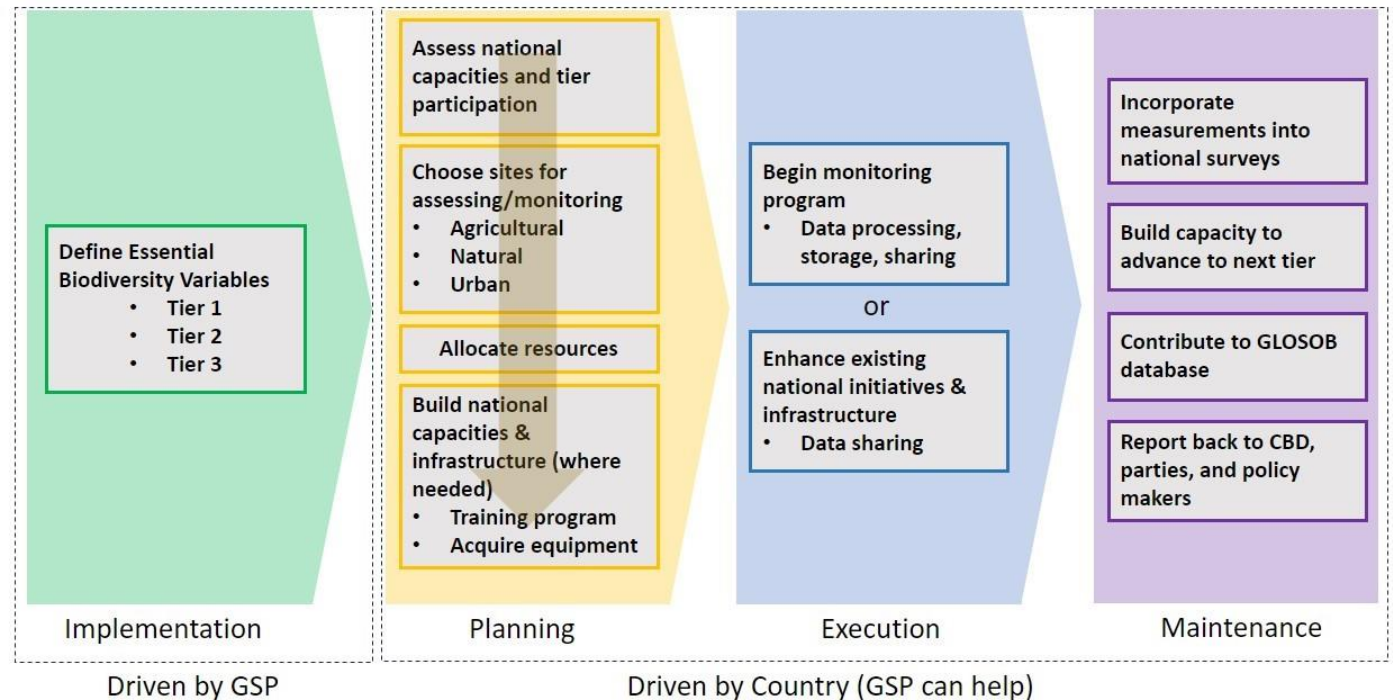 Define Essential
Biodiversity Variables
• Tier 1
• Tier 2
• Tier 3
Implementation
Driven by GSP
Assess national
capacities and tier
participation
Choose sites for
assessing/monitoring
• Agricultural
• Natural
• Urban
Allocate resources
Build national
capacities &
infrastructure (where
needed)
• Training program
• Acquire equipment
Planning
Begin monitoring
program
• Data processing,
storage, sharing
or
Enhance existing
national initiatives &
infrastructure
• Data sharing
Execution
Incorporate
measurements into
national surveys
Build capacity to
advance to next tier
Contribute to GLOSOB
database
Report back to CBD,
parties, and policy
makers
Maintenance
Driven by Country (GSP can help)